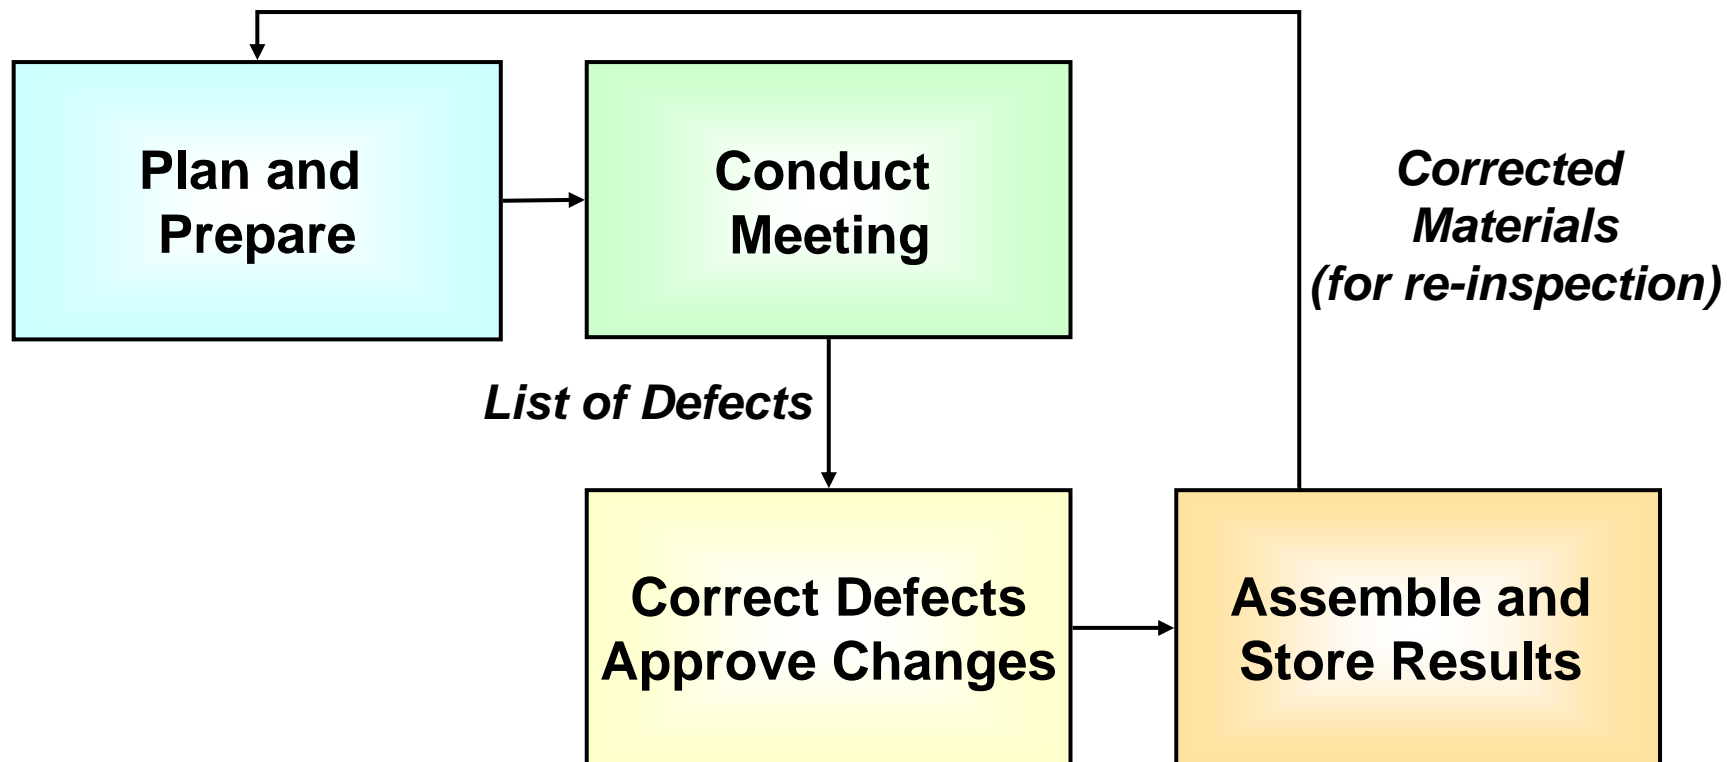 Plan and
Prepare
Conduct
Meeting
Corrected
Materials
(for re-inspection)
List of Defects
Correct Defects
Approve Changes
Assemble and
Store Results